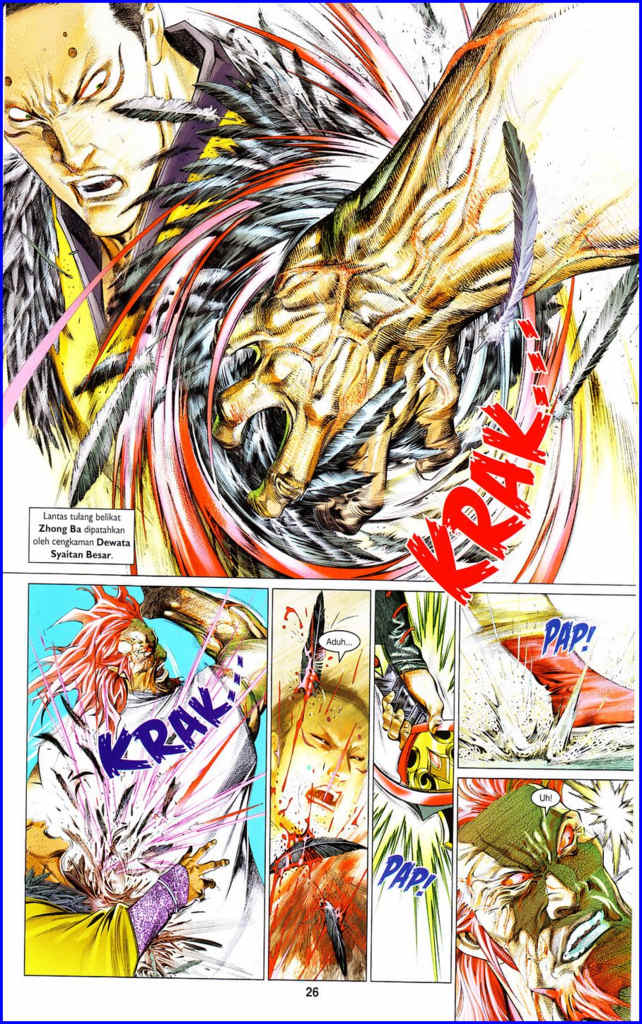 KRAK....
Lantas tulang belikat
Zhong Ba dipatahkan
oleh cengkaman Dewata
Syaitan Besar.
KRAK...
Aduh...
PAP!
PAP!
Uh!
26